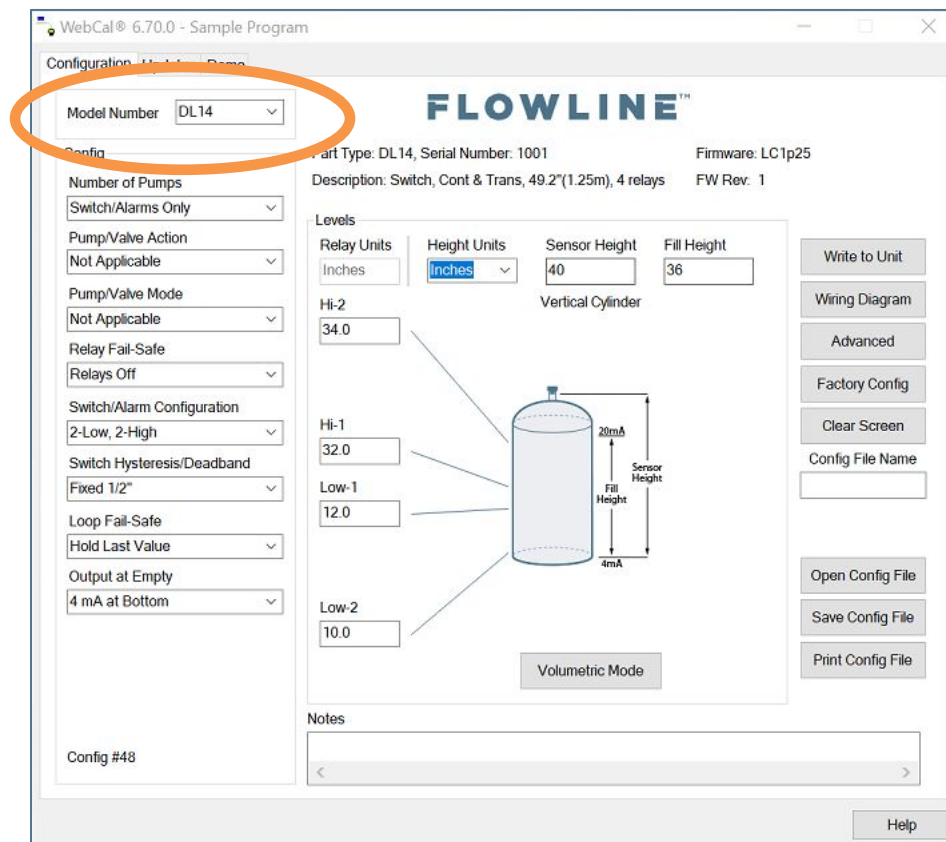 WebCal® 6.70.0 - Sample Program
Configuration
Model Number DL14
FLOWLINE™
Config
Part Type: DL14, Serial Number: 1001 Firmware: LC1p25
Description: Switch, Cont & Trans, 49.2"(1.25m), 4 relays FW Rev: 1
Number of Pumps
Switch/Alarms Only
Pump/Valve Action
Not Applicable
Pump/Valve Mode
Not Applicable
Relay Fail-Safe
Relays Off
Switch/Alarm Configuration
2-Low, 2-High
Switch Hysteresis/Deadband
Fixed 1/2"
Loop Fail-Safe
Hold Last Value
Output at Empty
4 mA at Bottom
Config #48
Levels
Relay Units Height Units Sensor Height Fill Height
Inches Inches 40 36
Hi-2 Vertical Cylinder
34.0
Hi-1
32.0
Low-1
12.0
Low-2
10.0
20mA
Sensor
Height
Fill
Height
4mA
Volumetric Mode
Write to Unit
Wiring Diagram
Advanced
Factory Config
Clear Screen
Config File Name
Open Config File
Save Config File
Print Config File
Notes
Help